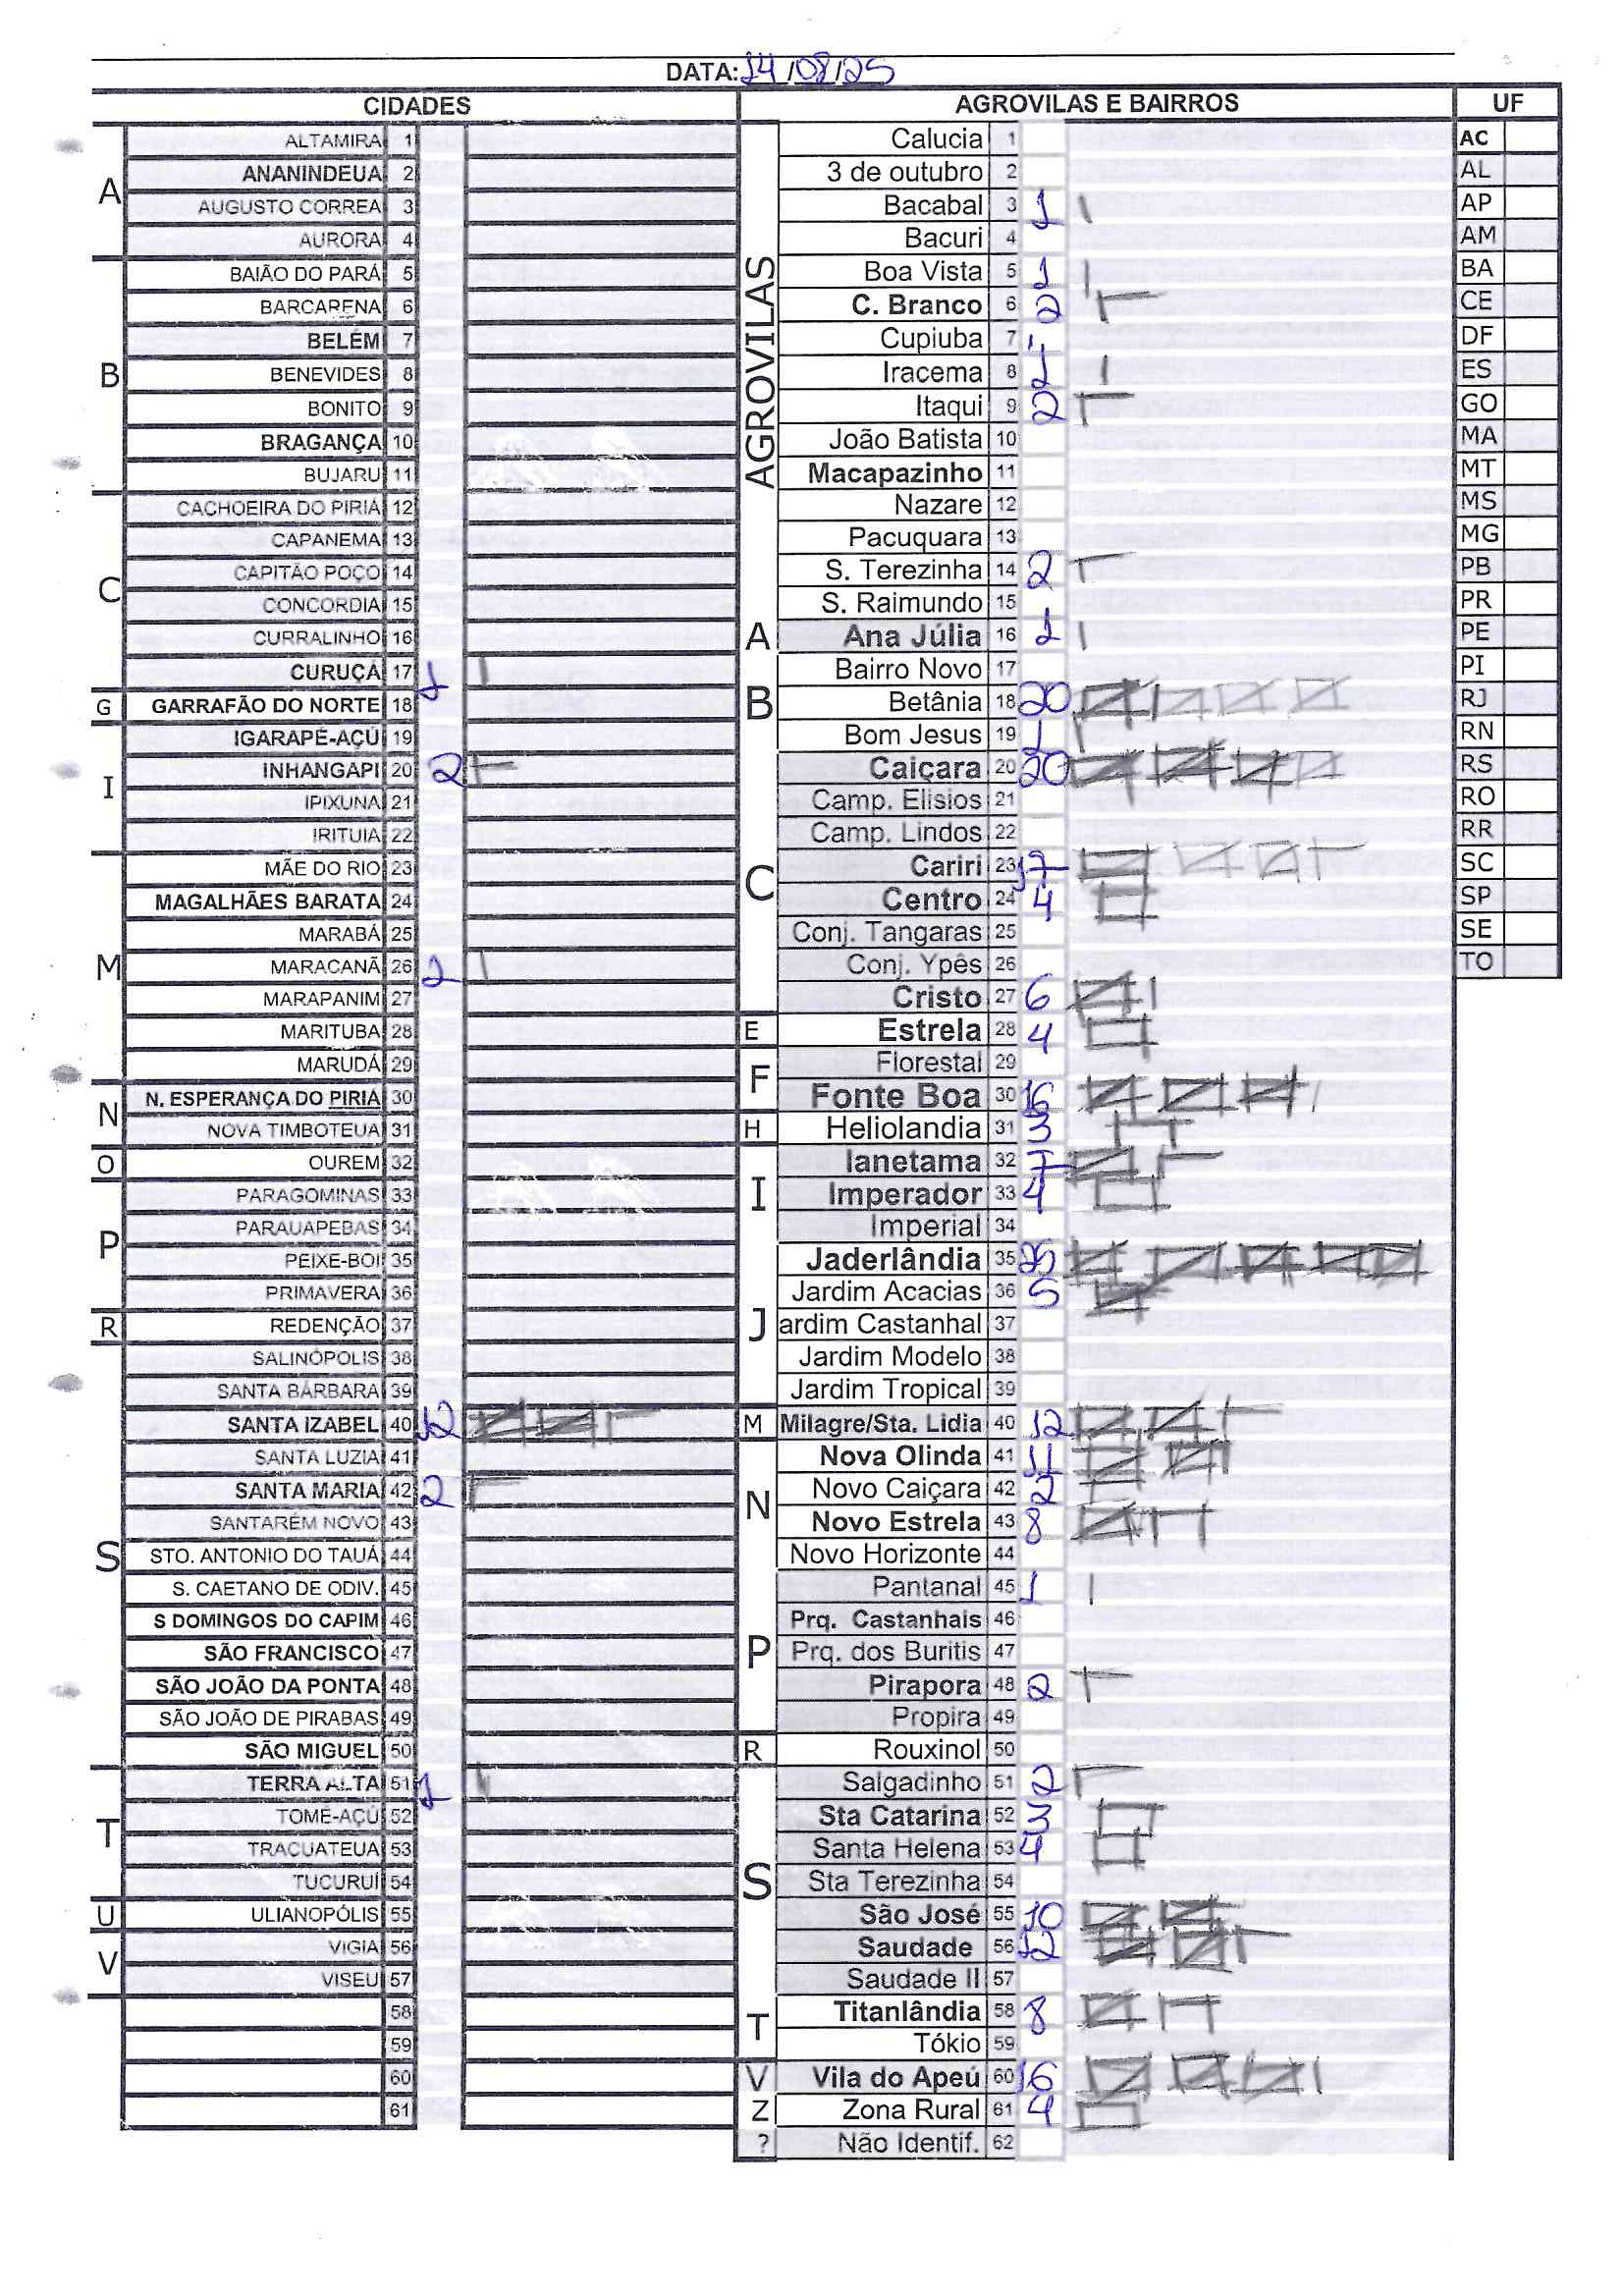 DATA: 14/08/25
CIDADES AGROVILAS E BAIRROS UF
A
ALTAMIRA 1
ANANINDEUA 2
AUGUSTO CORREA 3
AURORA 4
B
BAIÃO DO PARÁ 5
BARCARENA 6
BELÉM 7
BENEVIDES 8
BONITO 9
BRAGANÇA 10
BUJARU 11
C
CACHOEIRA DO PIRIÁ 12
CAPANEMA 13
CAPITÃO POÇO 14
CONCORDIA 15
CURRALINHO 16
CURUÇÁ 17 1
G
GARRAFÃO DO NORTE 18
I
IGARAPÉ-AÇÚ 19
INHANGAPI 20 2
IPIXUNA 21
IRITUIA 22
M
MÃE DO RIO 23
MAGALHÃES BARATA 24
MARABÁ 25
MARACANÃ 26 1
MARAPANIM 27
MARITUBA 28
MARUDÁ 29
N
N. ESPERANÇA DO PIRIA 30
NOVA TIMBOTEUA 31
O
OUREM 32
P
PARAGOMINAS 33
PARAUAPEBAS 34
PEIXE-BOI 35
PRIMAVERA 36
R
REDENÇÃO 37
S
SALINÓPOLIS 38
SANTA BÁRBARA 39
SANTA IZABEL 40 12
SANTA LUZIA 41
SANTA MARIA 42 2
SANTARÉM NOVO 43
STO. ANTONIO DO TAUÁ 44
S. CAETANO DE ODIV. 45
S DOMINGOS DO CAPIM 46
SÃO FRANCISCO 47
SÃO JOÃO DA PONTA 48
SÃO JOÃO DE PIRABAS 49
SÃO MIGUEL 50
T
TERRA ALTA 51 1
TOMÉ-AÇÚ 52
TRACUATEUA 53
TUCURUÍ 54
U
ULIANOPÓLIS 55
V
VIGIA 56
VISEU 57
58
59
60
61
AGROVILAS
Calucia 1
3 de outubro 2
Bacabal 3 1
Bacuri 4
Boa Vista 5 1
C. Branco 6 2
Cupiuba 7
Iracema 8 1
Itaqui 9 2
João Batista 10
Macapazinho 11
Nazare 12
Pacuquara 13
S. Terezinha 14 2
S. Raimundo 15
A
Ana Júlia 16 1
B
Bairro Novo 17
Betânia 18 20
Bom Jesus 19 1
C
Caiçara 20 20
Camp. Elisios 21
Camp. Lindos 22
Cariri 23 17
Centro 24 4
Conj. Tangaras 25
Conj. Ypês 26
Cristo 27 6
E
Estrela 28 4
F
Florestal 29
Fonte Boa 30 16
H
Heliolandia 31 3
I
Ianetama 32 7
Imperador 33 4
Imperial 34
J
Jaderlândia 35 25
Jardim Acacias 36 5
ardim Castanhal 37
Jardim Modelo 38
Jardim Tropical 39
M
Milagre/Sta. Lidia 40 12
N
Nova Olinda 41 11
Novo Caiçara 42 2
Novo Estrela 43 8
Novo Horizonte 44
P
Pantanal 45 1
Prq. Castanhais 46
Prq. dos Buritis 47
Pirapora 48 2
Propira 49
R
Rouxinol 50
S
Salgadinho 51 2
Sta Catarina 52 3
Santa Helena 53 4
Sta Terezinha 54
São José 55 10
Saudade 56 12
Saudade II 57
T
Titanlândia 58 8
Tókio 59
V
Vila do Apeú 60 16
Z
Zona Rural 61 4
?
Não Identif. 62
AC
AL
AP
AM
BA
CE
DF
ES
GO
MA
MT
MS
MG
PB
PR
PE
PI
RJ
RN
RS
RO
RR
SC
SP
SE
TO